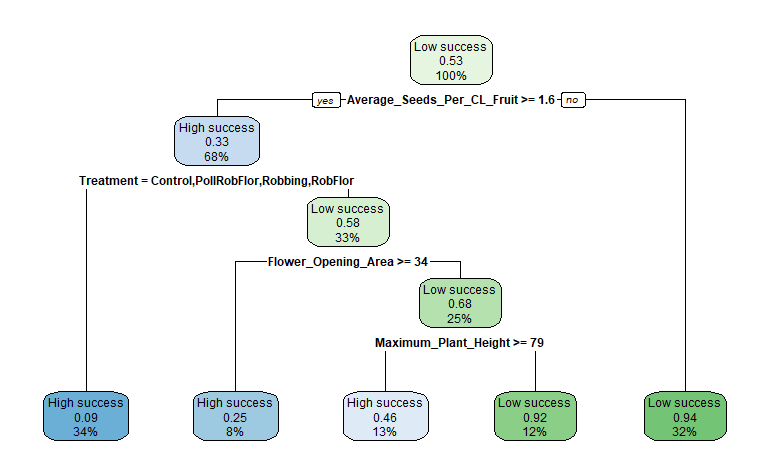 Low success
0.53
100%
yes Average_Seeds_Per_CL_Fruit >= 1.6 no
High success
0.33
68%
Treatment = Control,PollRobFlor,Robbing,RobFlor
Low success
0.58
33%
Flower_Opening_Area >= 34
Low success
0.68
25%
Maximum_Plant_Height >= 79
High success
0.09
34%
High success
0.25
8%
High success
0.46
13%
Low success
0.92
12%
Low success
0.94
32%